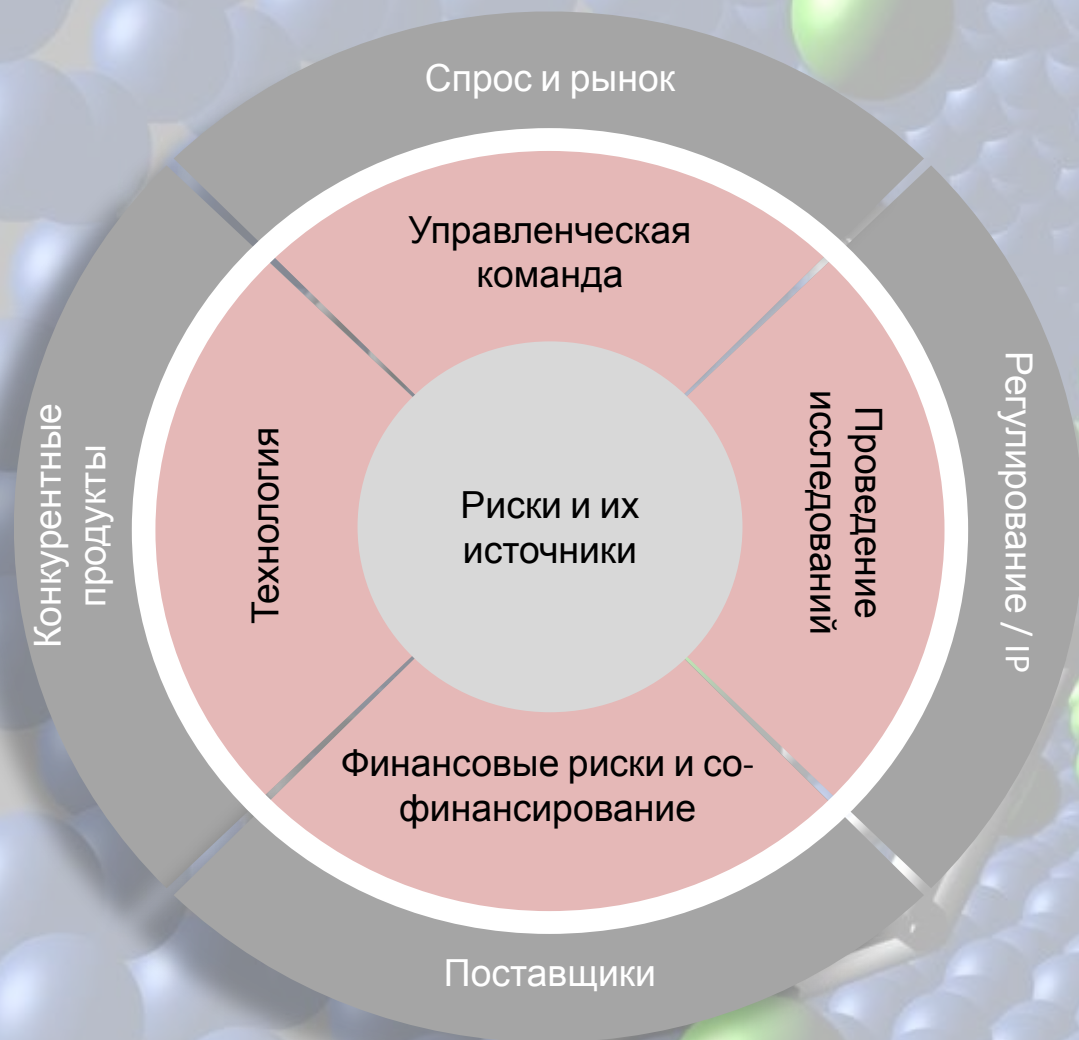 Спрос и рынок
Управленческая
команда
Конкурентные
продукты
Технология
Риски и их
источники
Проведение
исследований
Регулирование / IP
Финансовые риски и со-
финансирование
Поставщики